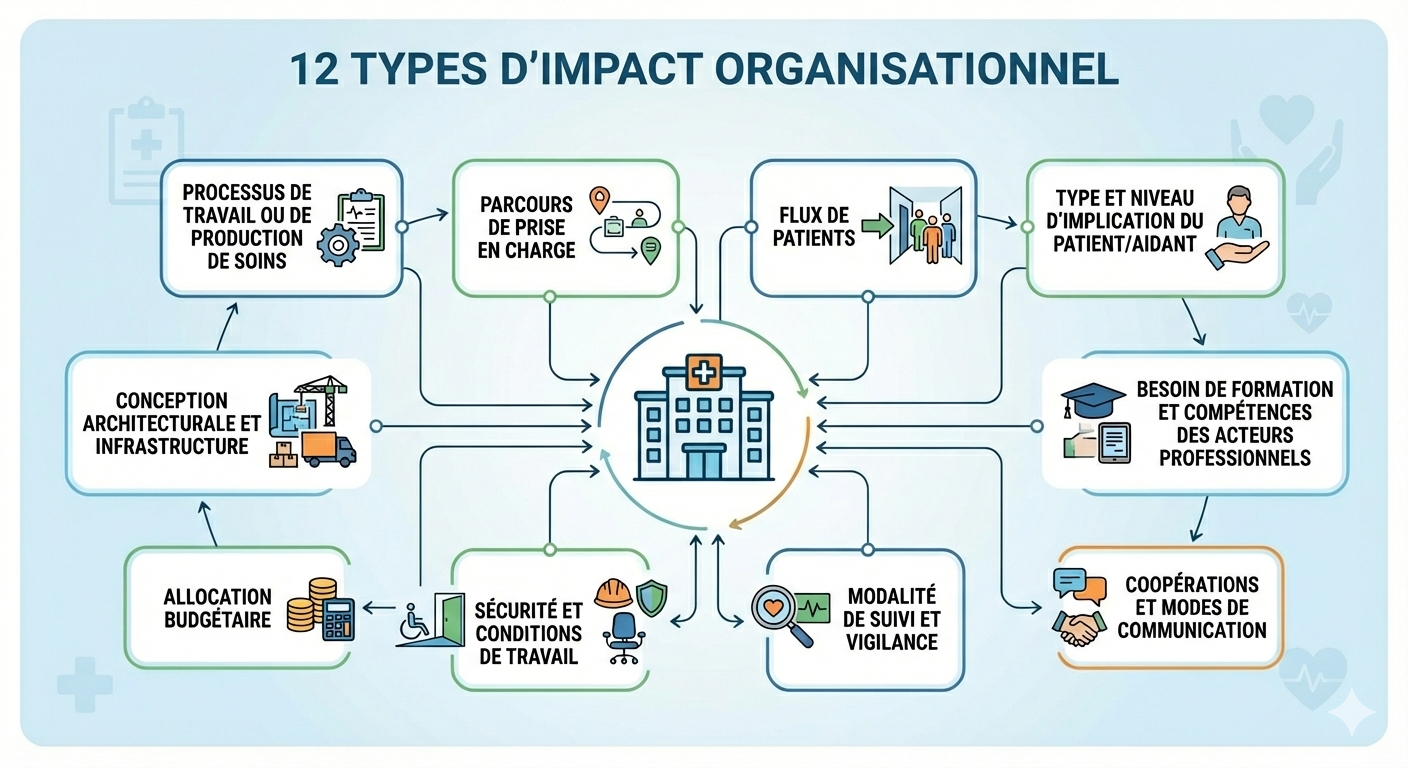 12 TYPES D’IMPACT ORGANISATIONNEL
PROCESSUS DE
TRAVAIL OU DE
PRODUCTION
DE SOINS
PARCOURS
DE PRISE
EN CHARGE
FLUX DE
PATIENTS
TYPE ET NIVEAU
D’IMPLICATION DU
PATIENT/AIDANT
CONCEPTION
ARCHITECTURALE ET
INFRASTRUCTURE
BESOIN DE FORMATION
ET COMPÉTENCES
DES ACTEURS
PROFESSIONNELS
ALLOCATION
BUDGÉTAIRE
SÉCURITÉ ET
CONDITIONS
DE TRAVAIL
MODALITÉ
DE SUIVI ET
VIGILANCE
COOPÉRATIONS
ET MODES DE
COMMUNICATION